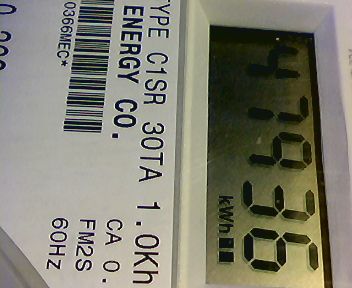 47936
kWh
TYPE C1SR 30TA 1.0Kh
ENERGY CO. CA 0.
FM2S
60HZ
0366MEC*